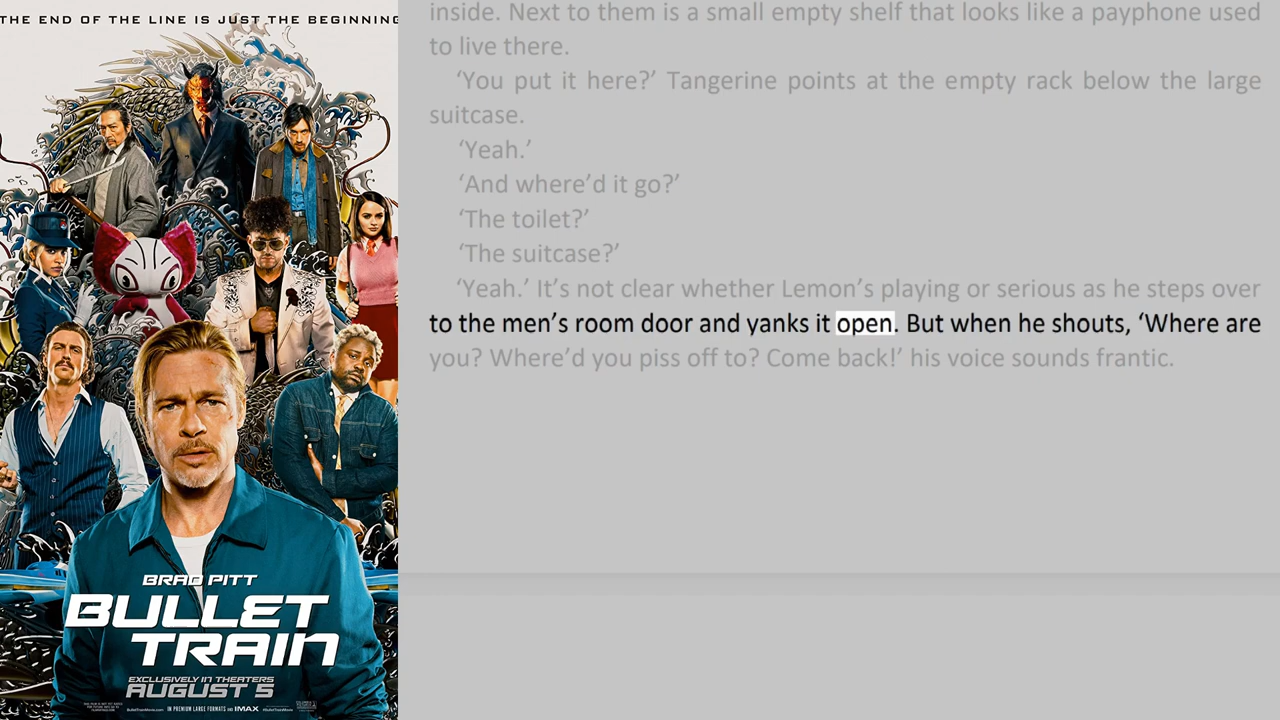 THE END OF THE LINE IS JUST THE BEGINNING
BRAD PITT
BULLET
TRAIN
EXCLUSIVELY IN THEATERS
AUGUST 5
IN PREMIUM LARGE FORMATS AND IMAX
inside. Next to them is a small empty shelf that looks like a payphone used
to live there.
‘You put it here?’ Tangerine points at the empty rack below the large
suitcase.
‘Yeah.’
‘And where’d it go?’
‘The toilet?’
‘The suitcase?’
‘Yeah.’ It’s not clear whether Lemon’s playing or serious as he steps over
to the men’s room door and yanks it open. But when he shouts, ‘Where are
you? Where’d you piss off to? Come back!’ his voice sounds frantic.